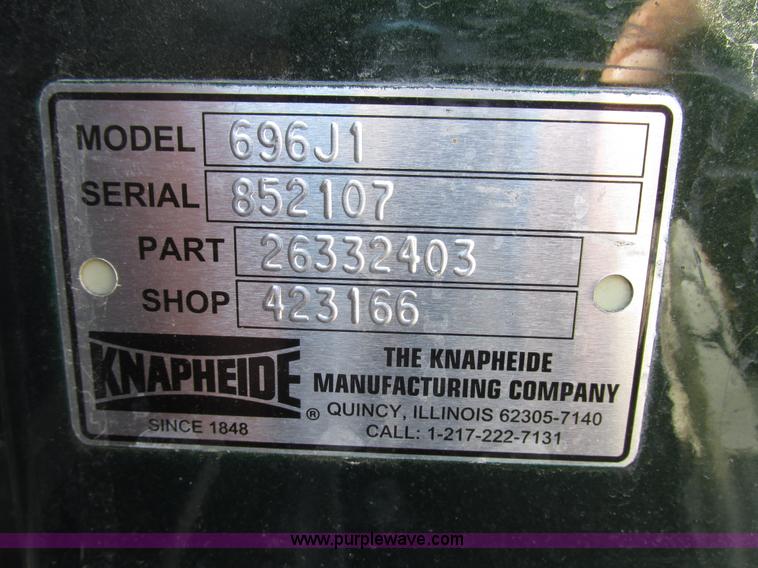 MODEL 696J1
SERIAL 852107
PART 26332403
SHOP 423166
KNAPHEIDE ®
SINCE 1848
THE KNAPHEIDE
MANUFACTURING COMPANY
QUINCY, ILLINOIS 62305-7140
CALL: 1-217-222-7131
www.purplewave.com